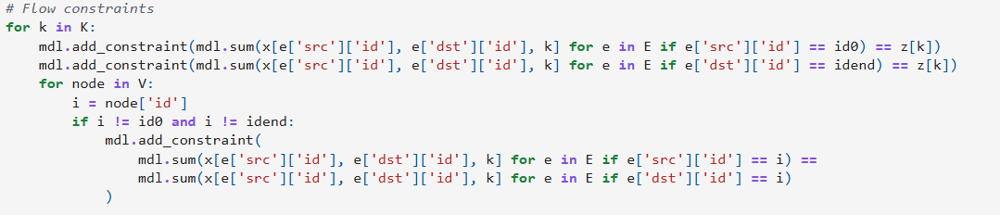 # Flow constraints
for k in K:
    mdl.add_constraint(mdl.sum(x[e['src']['id'], e['dst']['id'], k] for e in E if e['src']['id'] == id0) == z[k])
    mdl.add_constraint(mdl.sum(x[e['src']['id'], e['dst']['id'], k] for e in E if e['dst']['id'] == idend) == z[k])
    for node in V:
        i = node['id']
        if i != id0 and i != idend:
            mdl.add_constraint(
                mdl.sum(x[e['src']['id'], e['dst']['id'], k] for e in E if e['src']['id'] == i) ==
                mdl.sum(x[e['src']['id'], e['dst']['id'], k] for e in E if e['dst']['id'] == i)
            )